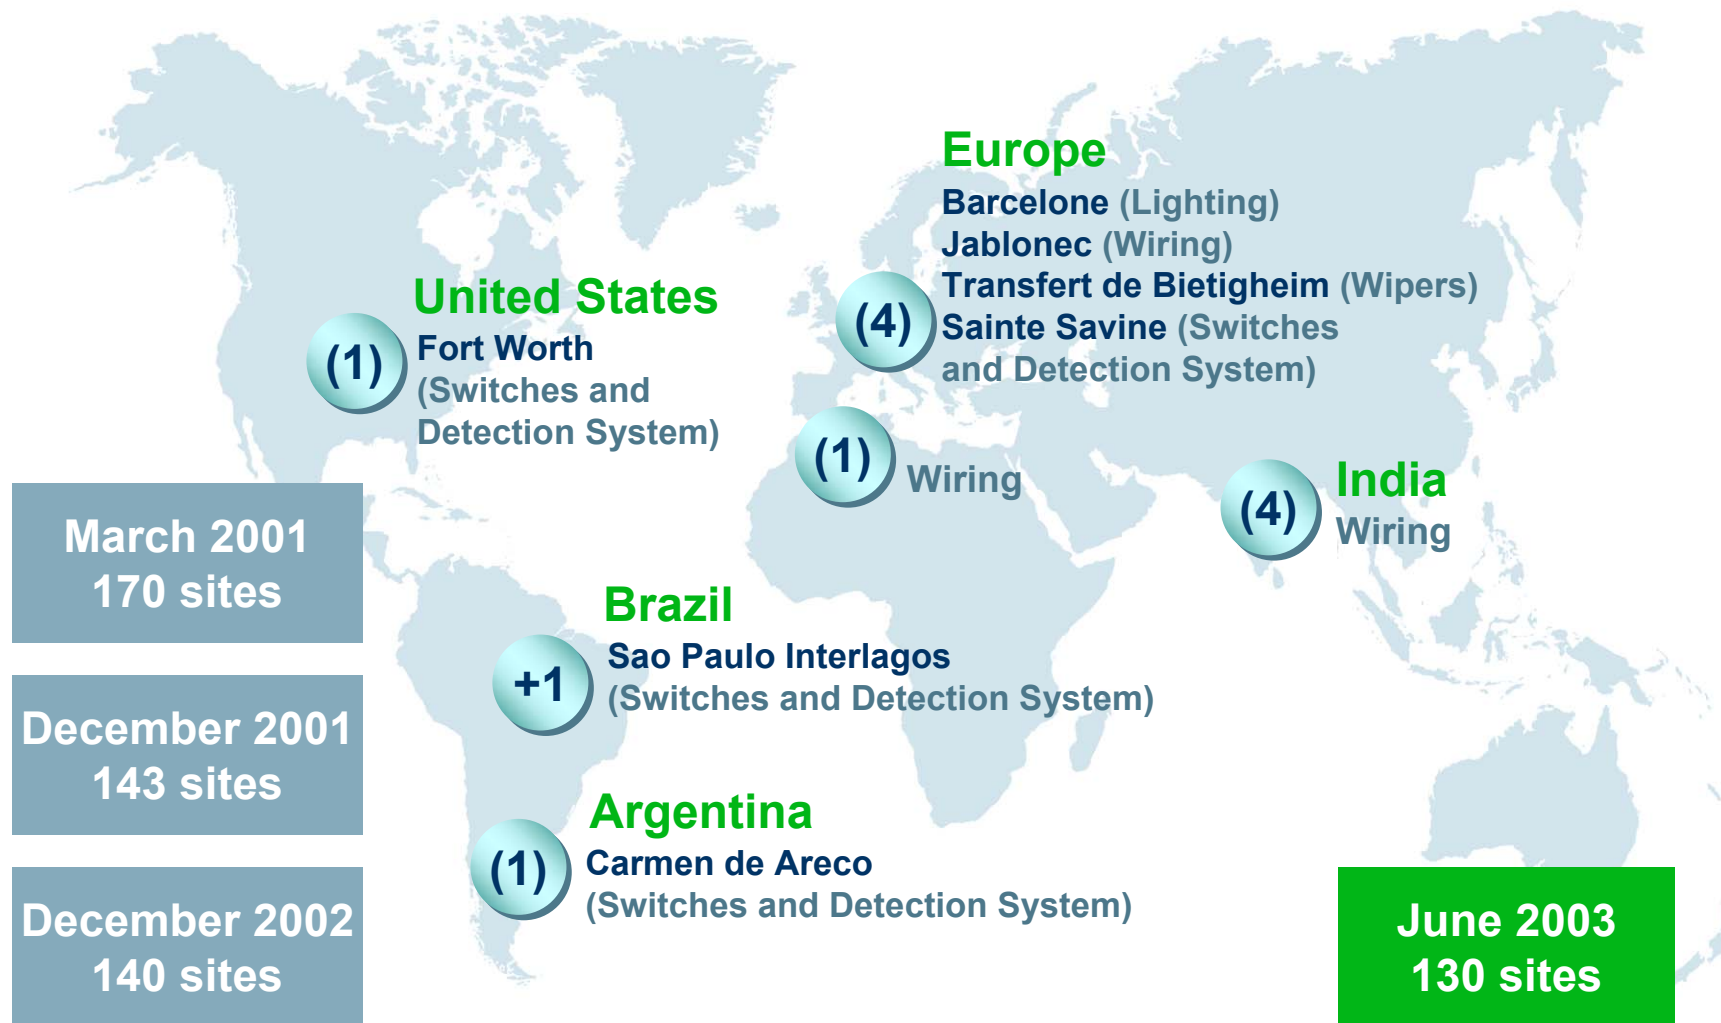 Europe
Barcelone (Lighting)
Jablonec (Wiring)
Transfert de Bietigheim (Wipers)
Sainte Savine (Switches
and Detection System)
(4)
United States
Fort Worth
(Switches and
Detection System)
(1)
(1)
Wiring
India
Wiring
(4)
March 2001
170 sites
Brazil
Sao Paulo Interlagos
(Switches and Detection System)
+1
December 2001
143 sites
Argentina
Carmen de Areco
(Switches and Detection System)
(1)
December 2002
140 sites
June 2003
130 sites